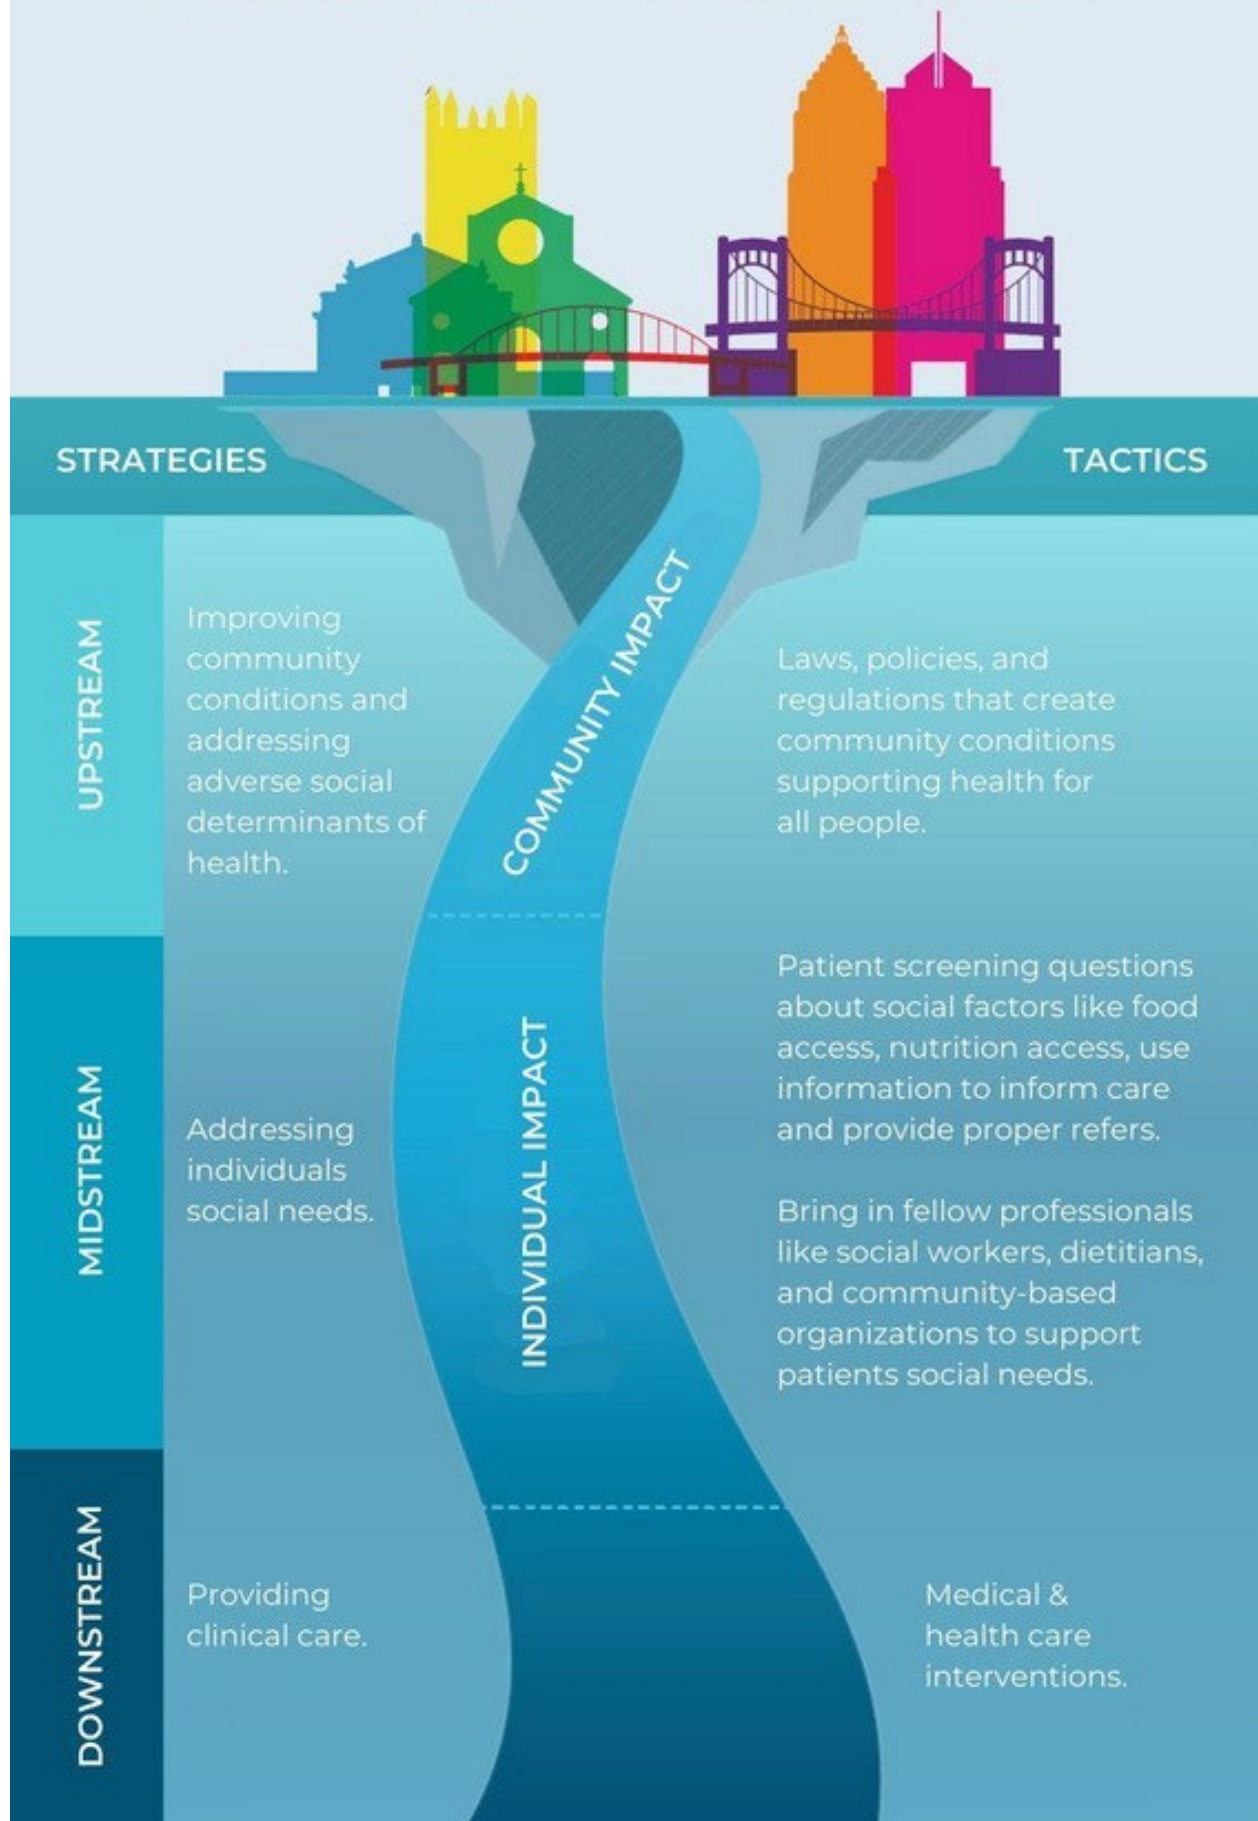 STRATEGIES
TACTICS
UPSTREAM
Improving
community
conditions and
addressing
adverse social
determinants of
health.
COMMUNITY IMPACT
Laws, policies, and
regulations that create
community conditions
supporting health for
all people.
MIDSTREAM
Addressing
individuals
social needs.
INDIVIDUAL IMPACT
Patient screening questions
about social factors like food
access, nutrition access, use
information to inform care
and provide proper refers.
Bring in fellow professionals
like social workers, dietitians,
and community-based
organizations to support
patients social needs.
DOWNSTREAM
Providing
clinical care.
Medical &
health care
interventions.